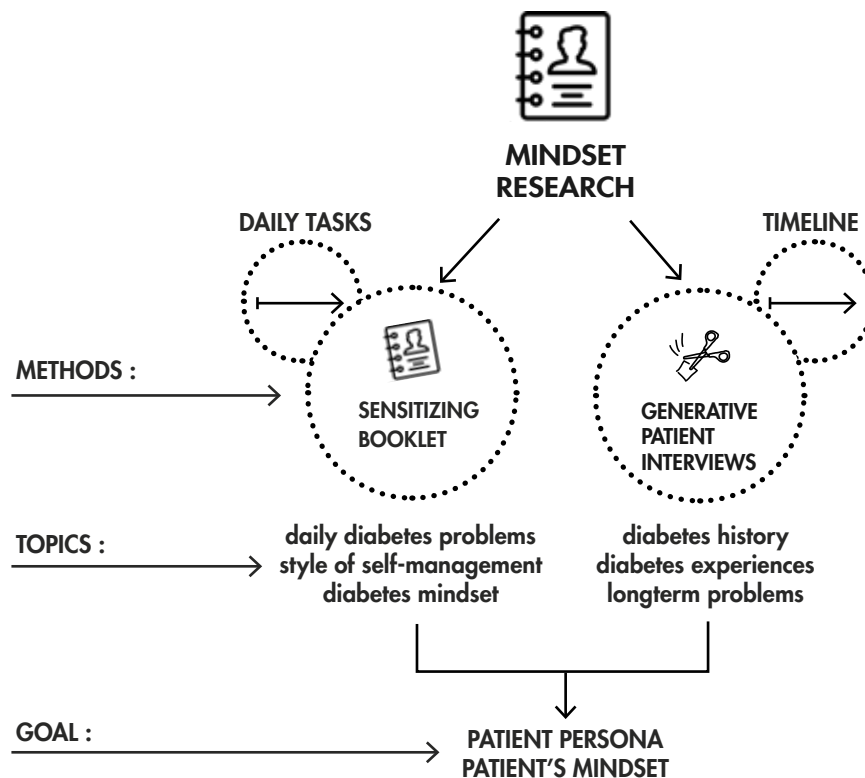 MINDSET
RESEARCH
DAILY TASKS
TIMELINE
METHODS :
SENSITIZING
BOOKLET
GENERATIVE
PATIENT
INTERVIEWS
TOPICS :
daily diabetes problems
style of self-management
diabetes mindset
diabetes history
diabetes experiences
longterm problems
GOAL :
PATIENT PERSONA
PATIENT'S MINDSET